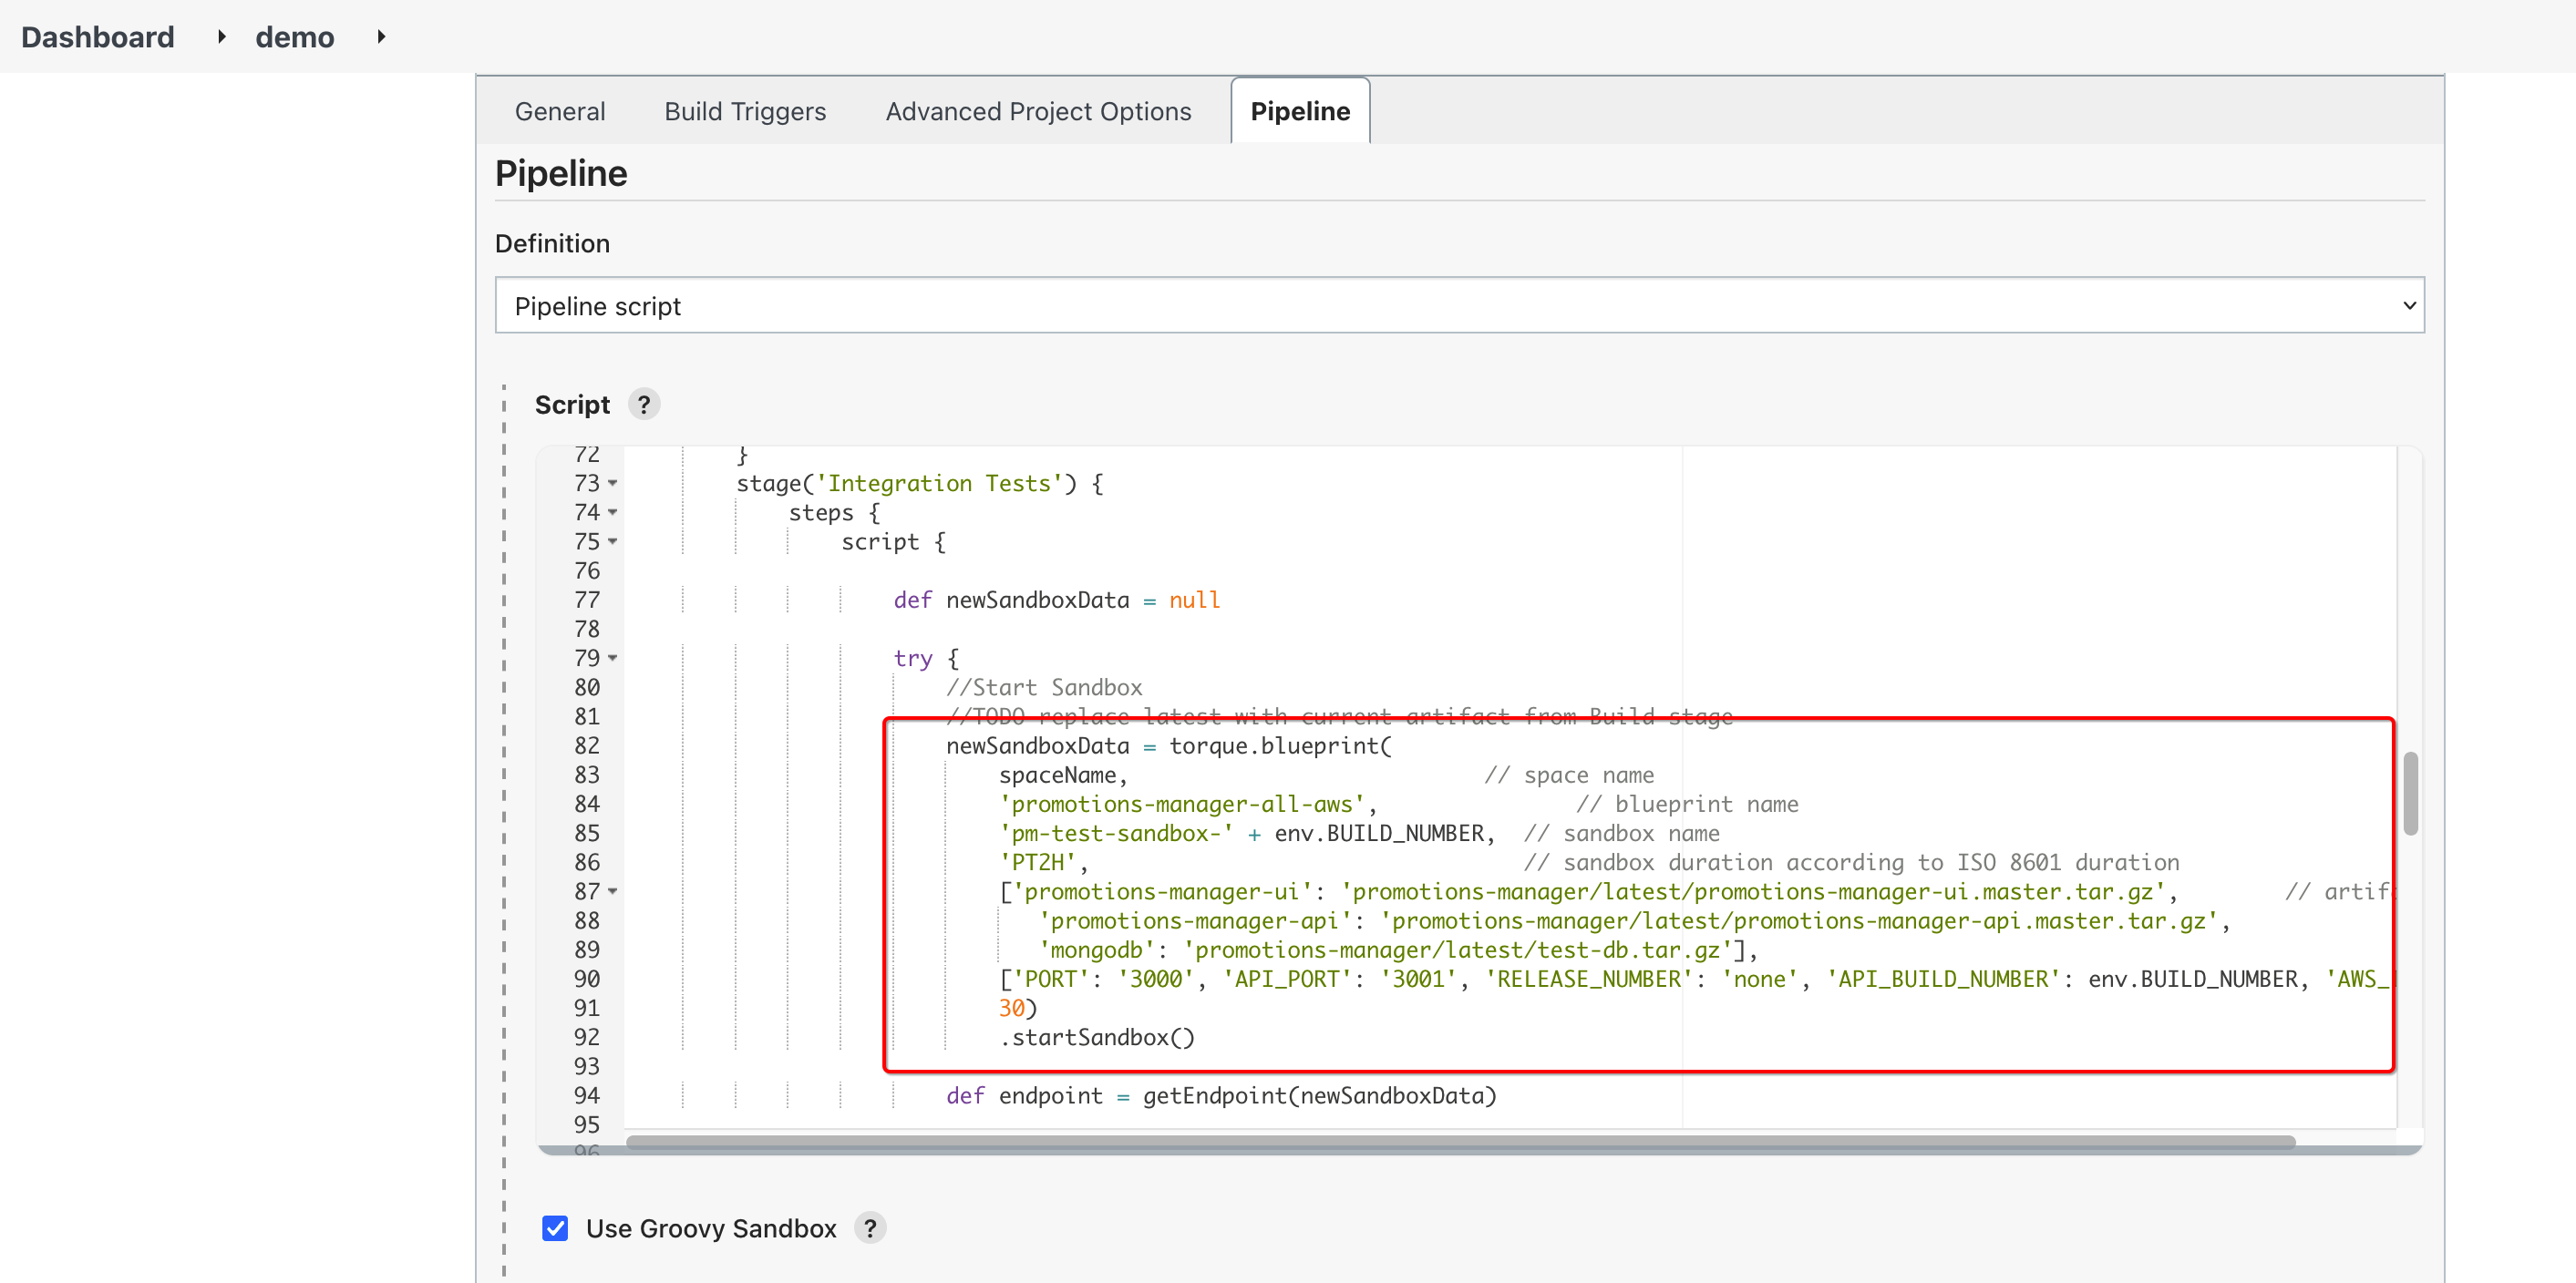 Dashboard demo
General Build Triggers Advanced Project Options Pipeline
Pipeline
Definition
Pipeline script
Script ?
72 }
73 stage('Integration Tests') {
74 steps {
75 script {
76
77 def newSandboxData = null
78
79 try {
80 //Start Sandbox
81 //TODO replace latest with current artifact from Build stage
82 newSandboxData = torque.blueprint(
83 spaceName, // space name
84 'promotions-manager-all-aws', // blueprint name
85 'pm-test-sandbox-' + env.BUILD_NUMBER, // sandbox name
86 'PT2H', // sandbox duration according to ISO 8601 duration
87 ['promotions-manager-ui': 'promotions-manager/latest/promotions-manager-ui.master.tar.gz', // artif
88 'promotions-manager-api': 'promotions-manager/latest/promotions-manager-api.master.tar.gz',
89 'mongodb': 'promotions-manager/latest/test-db.tar.gz'],
90 ['PORT': '3000', 'API_PORT': '3001', 'RELEASE_NUMBER': 'none', 'API_BUILD_NUMBER': env.BUILD_NUMBER, 'AWS_
91 30)
92 .startSandbox()
93
94 def endpoint = getEndpoint(newSandboxData)
95
96
Use Groovy Sandbox ?